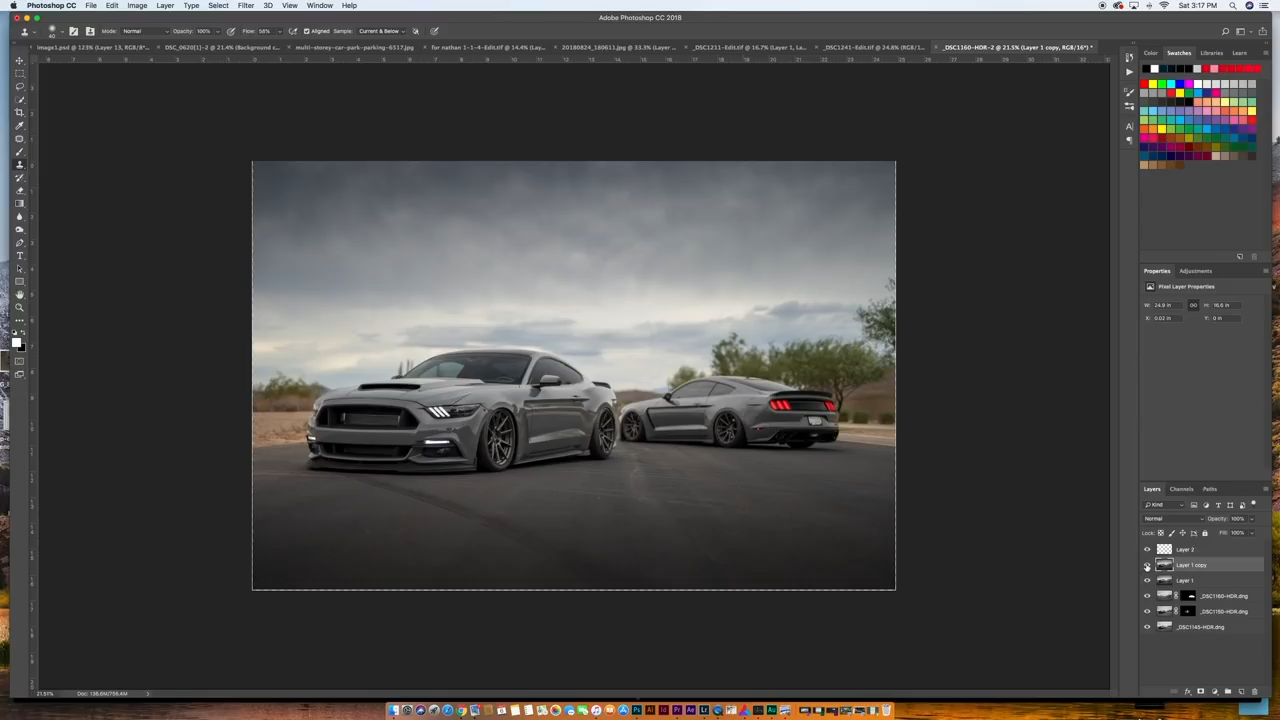 Photoshop CC File Edit Image Layer Type Select Filter 3D View Window Help Sat 3:17 PM
Adobe Photoshop CC 2018
Mode: Normal Opacity: 100% Flow: 58% Aligned Sample: Current & Below
image1.psd @ 123% (Layer 13, RGB/8*) DSC_0620[1]-2 @ 21.4% (Background c... multi-storey-car-park-parking-6517.jpg for nathan 1-1-4-Edit.tif @ 14.4% (Lay... 20180824_180611.jpg @ 33.3% (Layer ... _DSC1211-Edit.tif @ 16.7% (Layer 1, La... _DSC1241-Edit.tif @ 24.8% (RGB/1... _DSC1160-HDR-2 @ 21.5% (Layer 1 copy, RGB/16*) *
Color Swatches Libraries Learn
Properties Adjustments
Pixel Layer Properties
W: 24.9 in H: 16.6 in
X: 0.02 in Y: 0 in
Layers Channels Paths
Kind
Normal Opacity: 100%
Lock: Fill: 100%
Layer 2
Layer 1 copy
Layer 1
_DSC1160-HDR.dng
_DSC1150-HDR.dng
_DSC1145-HDR.dng
21.51% Doc: 136.6M/756.4M